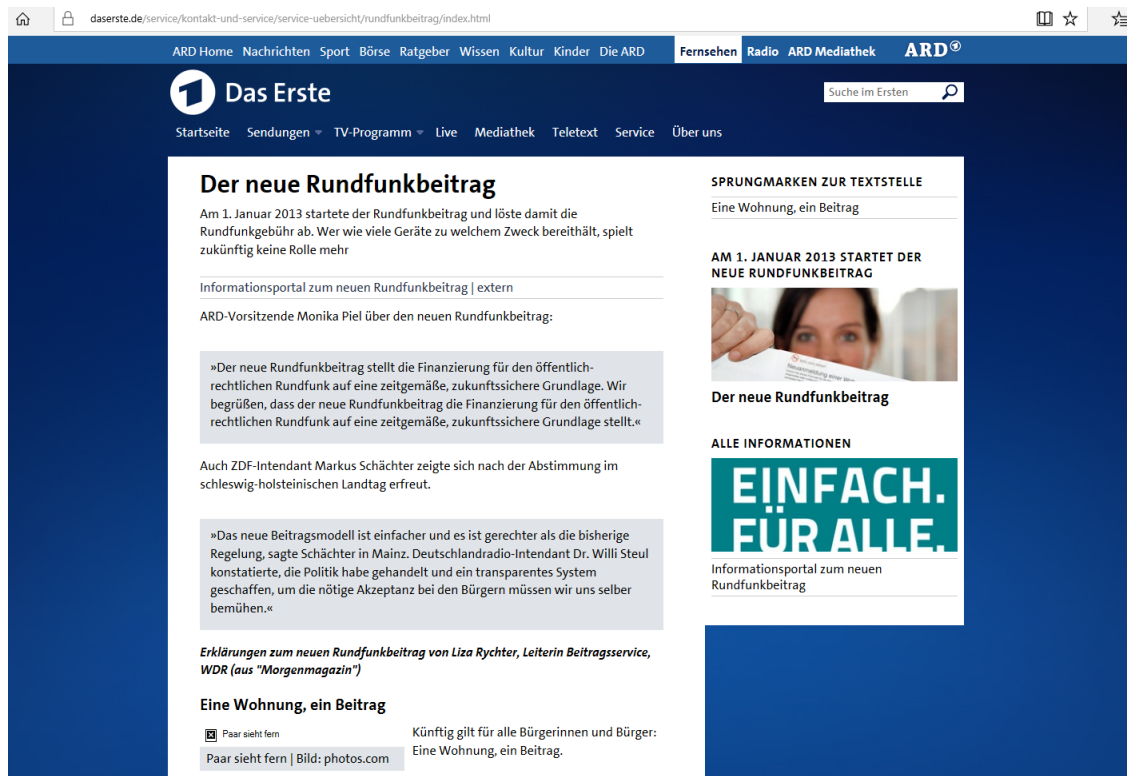 daserste.de/service/kontakt-und-service/service-uebersicht/rundfunkbeitrag/index.html
ARD Home Nachrichten Sport Börse Ratgeber Wissen Kultur Kinder Die ARD Fernsehen Radio ARD Mediathek ARD
Das Erste
Suche im Ersten
Startseite Sendungen TV-Programm Live Mediathek Teletext Service Über uns
Der neue Rundfunkbeitrag
Am 1. Januar 2013 startete der Rundfunkbeitrag und löste damit die
Rundfunkgebühr ab. Wer wie viele Geräte zu welchem Zweck bereithält, spielt
zukünftig keine Rolle mehr
Informationsportal zum neuen Rundfunkbeitrag | extern
ARD-Vorsitzende Monika Piel über den neuen Rundfunkbeitrag:
»Der neue Rundfunkbeitrag stellt die Finanzierung für den öffentlich-
rechtlichen Rundfunk auf eine zeitgemäße, zukunftssichere Grundlage. Wir
begrüßen, dass der neue Rundfunkbeitrag die Finanzierung für den öffentlich-
rechtlichen Rundfunk auf eine zeitgemäße, zukunftssichere Grundlage stellt.«
Auch ZDF-Intendant Markus Schächter zeigte sich nach der Abstimmung im
schleswig-holsteinischen Landtag erfreut.
»Das neue Beitragsmodell ist einfacher und es ist gerechter als die bisherige
Regelung, sagte Schächter in Mainz. Deutschlandradio-Intendant Dr. Willi Steul
konstatierte, die Politik habe gehandelt und ein transparentes System
geschaffen, um die nötige Akzeptanz bei den Bürgern müssen wir uns selber
bemühen.«
Erklärungen zum neuen Rundfunkbeitrag von Liza Rychter, Leiterin Beitragsservice,
WDR (aus "Morgenmagazin")
Eine Wohnung, ein Beitrag
Paar sieht fern
Paar sieht fern | Bild: photos.com
Künftig gilt für alle Bürgerinnen und Bürger:
Eine Wohnung, ein Beitrag.
SPRUNGMARKEN ZUR TEXTSTELLE
Eine Wohnung, ein Beitrag
AM 1. JANUAR 2013 STARTET DER
NEUE RUNDFUNKBEITRAG
Der neue Rundfunkbeitrag
ALLE INFORMATIONEN
EINFACH.
FÜR ALLE.
Informationsportal zum neuen
Rundfunkbeitrag